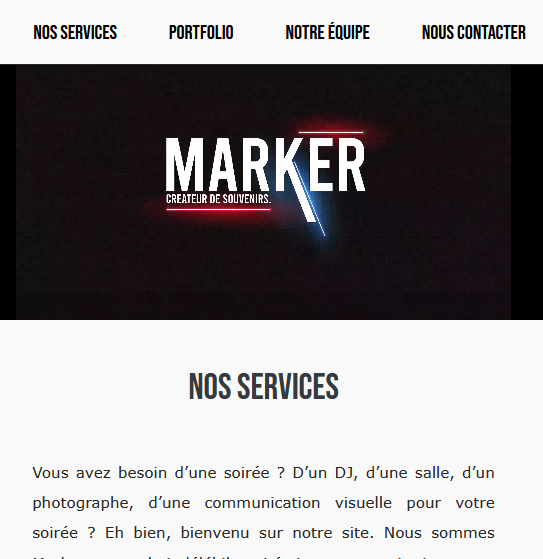 NOS SERVICES PORTFOLIO NOTRE ÉQUIPE NOUS CONTACTER
MARKER
CREATEUR DE SOUVENIRS.
NOS SERVICES
Vous avez besoin d’une soirée ? D’un DJ, d’une salle, d’un
photographe, d’une communication visuelle pour votre
soirée ? Eh bien, bienvenu sur notre site. Nous sommes